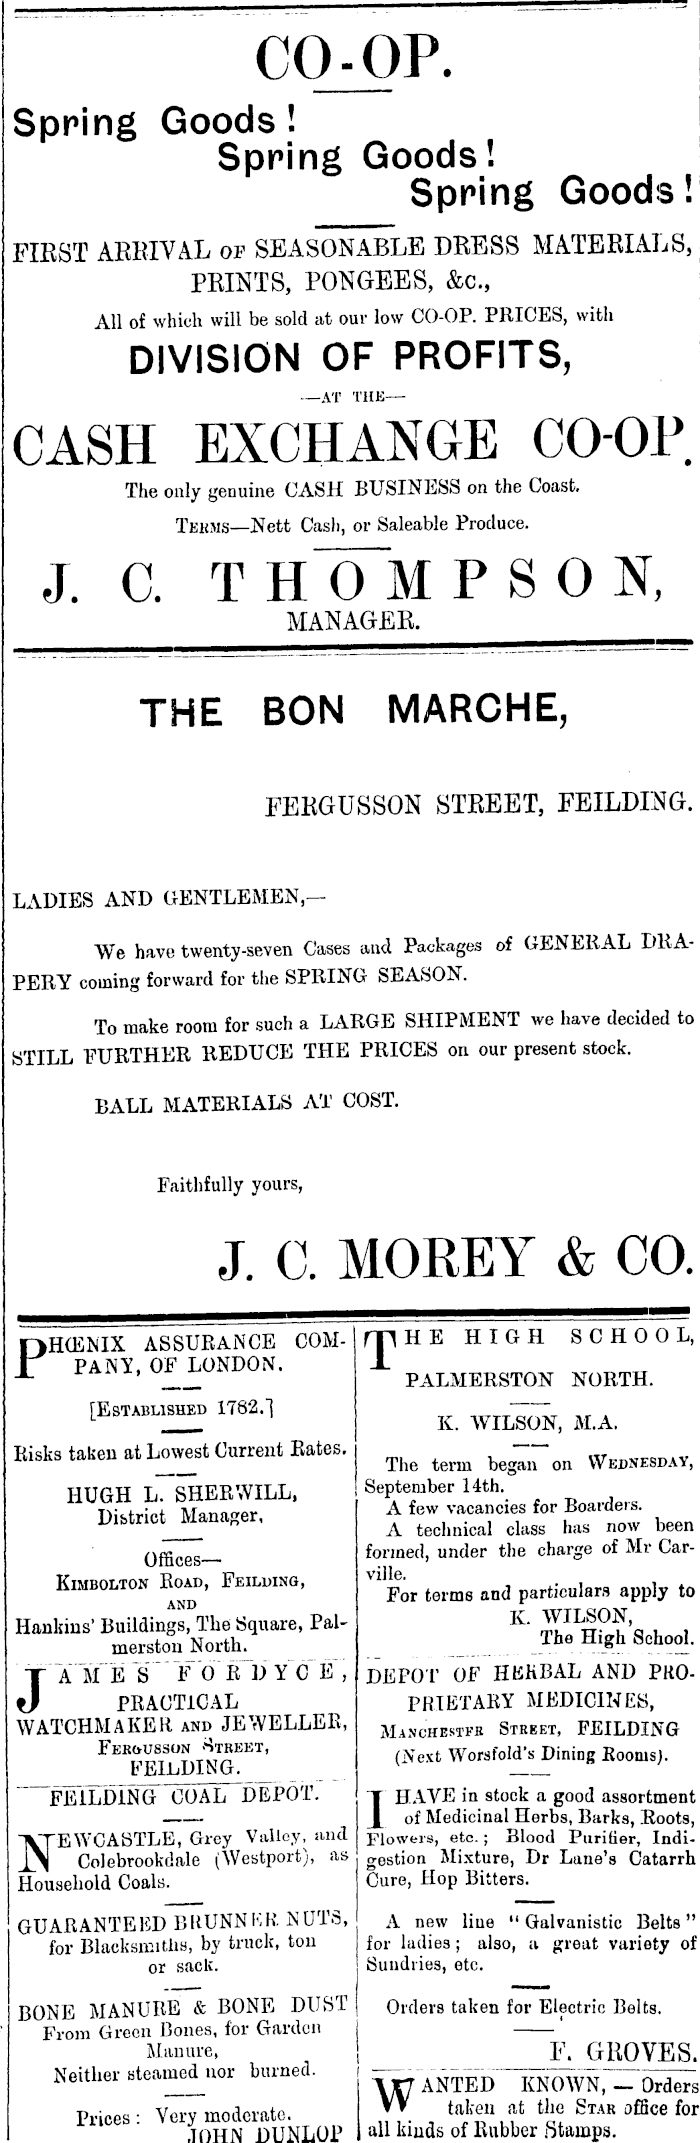 CO-OP.
Spring Goods!
Spring Goods!
Spring Goods!
FIRST ARRIVAL OF SEASONABLE DRESS MATERIALS,
PRINTS, PONGEES, &c.,
All of which will be sold at our low CO-OP. PRICES, with
DIVISION OF PROFITS,
—AT THE—
CASH EXCHANGE CO-OP.
The only genuine CASH BUSINESS on the Coast.
TERMS—Nett Cash, or Saleable Produce.
J. C. THOMPSON,
MANAGER.
THE BON MARCHE,
FERGUSSON STREET, FEILDING.
LADIES AND GENTLEMEN,—
We have twenty-seven Cases and Packages of GENERAL DRA-
PERY coming forward for the SPRING SEASON.
To make room for such a LARGE SHIPMENT we have decided to
STILL FURTHER REDUCE THE PRICES on our present stock.
BALL MATERIALS AT COST.
Faithfully yours,
J. C. MOREY & CO.
PHŒNIX ASSURANCE COM-
PANY, OF LONDON.
[ESTABLISHED 1782.]
Risks taken at Lowest Current Rates.
HUGH L. SHERWILL,
District Manager,
Offices—
KIMBOLTON ROAD, FEILDING,
AND
Hankins' Buildings, The Square, Pal-
merston North.
JAMES FORDYCE,
PRACTICAL
WATCHMAKER AND JEWELLER,
FERGUSSON STREET,
FEILDING.
FEILDING COAL DEPOT.
NEWCASTLE, Grey Valley, and
Colebrookdale (Westport), as
Household Coals.
GUARANTEED BRUNNER NUTS,
for Blacksmiths, by truck, ton
or sack.
BONE MANURE & BONE DUST
From Green Bones, for Garden
Manure,
Neither steamed nor burned.
Prices: Very moderate.
JOHN DUNLOP
THE HIGH SCHOOL,
PALMERSTON NORTH.
K. WILSON, M.A.
The term began on WEDNESDAY,
September 14th.
A few vacancies for Boarders.
A technical class has now been
formed, under the charge of Mr Car-
ville.
For terms and particulars apply to
K. WILSON,
The High School.
DEPOT OF HERBAL AND PRO-
PRIETARY MEDICINES,
MANCHESTER STREET, FEILDING
(Next Worsfold's Dining Rooms).
I HAVE in stock a good assortment
of Medicinal Herbs, Barks, Roots,
Flowers, etc.; Blood Purifier, Indi-
gestion Mixture, Dr Lane's Catarrh
Cure, Hop Bitters.
A new line "Galvanistic Belts"
for ladies; also, a great variety of
Sundries, etc.
Orders taken for Electric Belts.
F. GROVES.
WANTED KNOWN, — Orders
taken at the STAR office for
all kinds of Rubber Stamps.